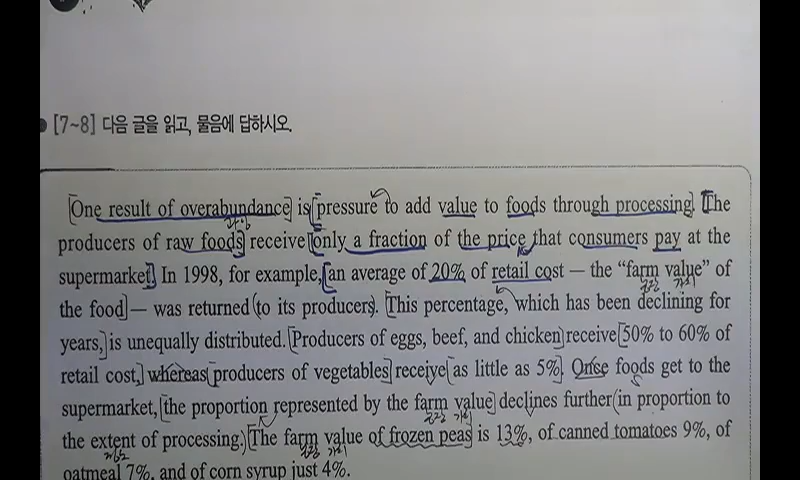 [7~8] 다음 글을 읽고, 물음에 답하시오.
One result of overabundance is pressure to add value to foods through processing. The
과잉
producers of raw foods receive only a fraction of the price that consumers pay at the
supermarket. In 1998, for example, an average of 20% of retail cost — the “farm value” of
the food — was returned to its producers. This percentage, which has been declining for
years, is unequally distributed. Producers of eggs, beef, and chicken receive 50% to 60% of
retail cost, whereas producers of vegetables receive as little as 5%. Once foods get to the
supermarket, the proportion represented by the farm value declines further in proportion to
the extent of processing. The farm value of frozen peas is 13%, of canned tomatoes 9%, of
oatmeal 7%, and of corn syrup just 4%.